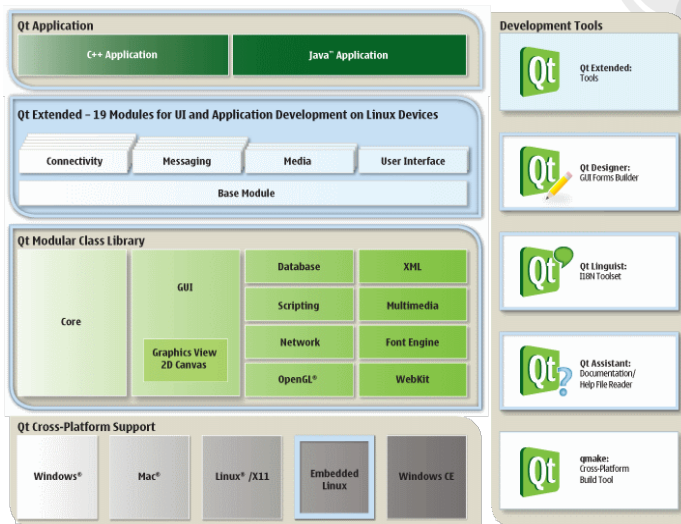 Qt Application
C++ Application
Java™ Application
Qt Extended – 19 Modules for UI and Application Development on Linux Devices
Connectivity
Messaging
Media
User Interface
Base Module
Qt Modular Class Library
Core
GUI
Graphics View
2D Canvas
Database
XML
Scripting
Multimedia
Network
Font Engine
OpenGL®
WebKit
Qt Cross-Platform Support
Windows®
Mac®
Linux® /X11
Embedded
Linux
Windows CE
Development Tools
Qt
Qt Extended:
Tools
Qt
Qt Designer:
GUI Forms Builder
Qt
Qt Linguist:
I18N Toolset
Qt
Qt Assistant:
Documentation/
Help File Reader
Qt
qmake:
Cross-Platform
Build Tool